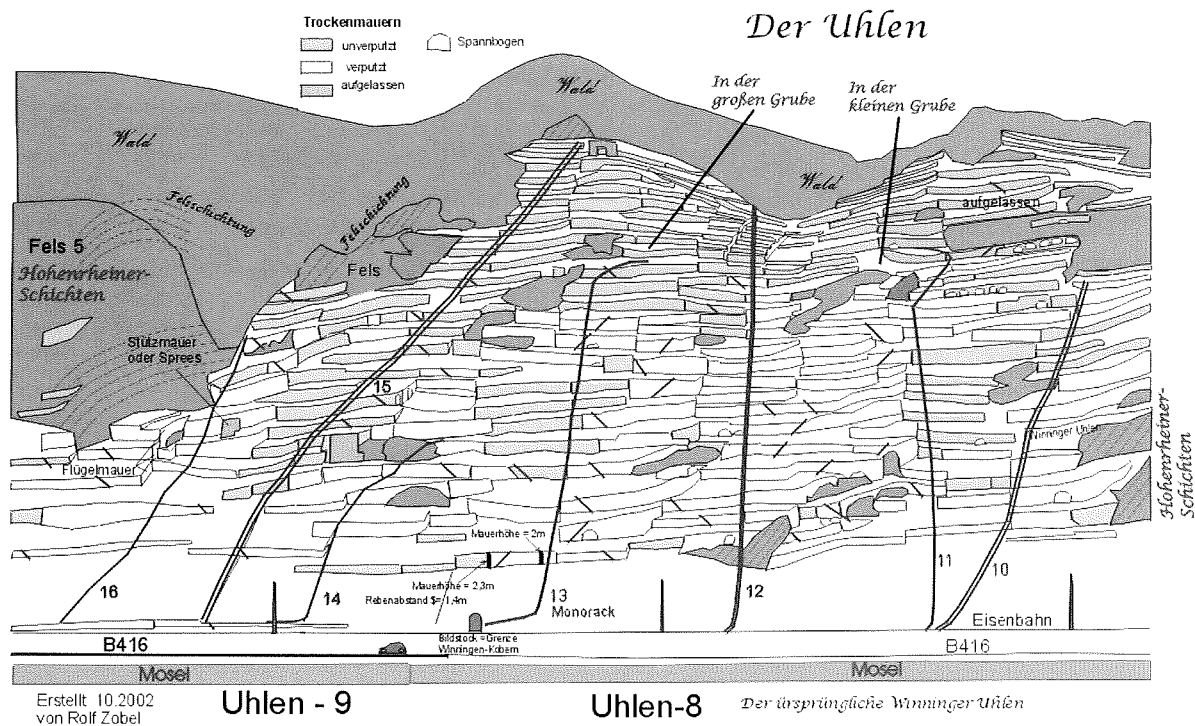 Der Uhlen
Trockenmauern
unverputzt
Spannbogen
verputzt
aufgelassen
In der
großen Grube
In der
kleinen Grube
Wald
Wald
Wald
Felsschichtung
Felsschichtung
aufgelassen
Fels 5
Hohenrheiner-
Schichten
Fels
Stützmauer
oder Sprees
15
Winninger Uhlen
Flügelmauer
Hohenrheiner-
Schichten
Mauerhöhe = 2m
Mauerhöhe = 2,3m
Rebenabstand = 1,4m
16
14
13
Monorack
12
11
10
Eisenbahn
Bildstock = Grenze
Winningen-Kobern
B416
B416
Mosel
Mosel
Erstellt 10.2002
von Rolf Zobel
Uhlen - 9
Uhlen-8
Der ürsprüngliche Winninger Uhlen